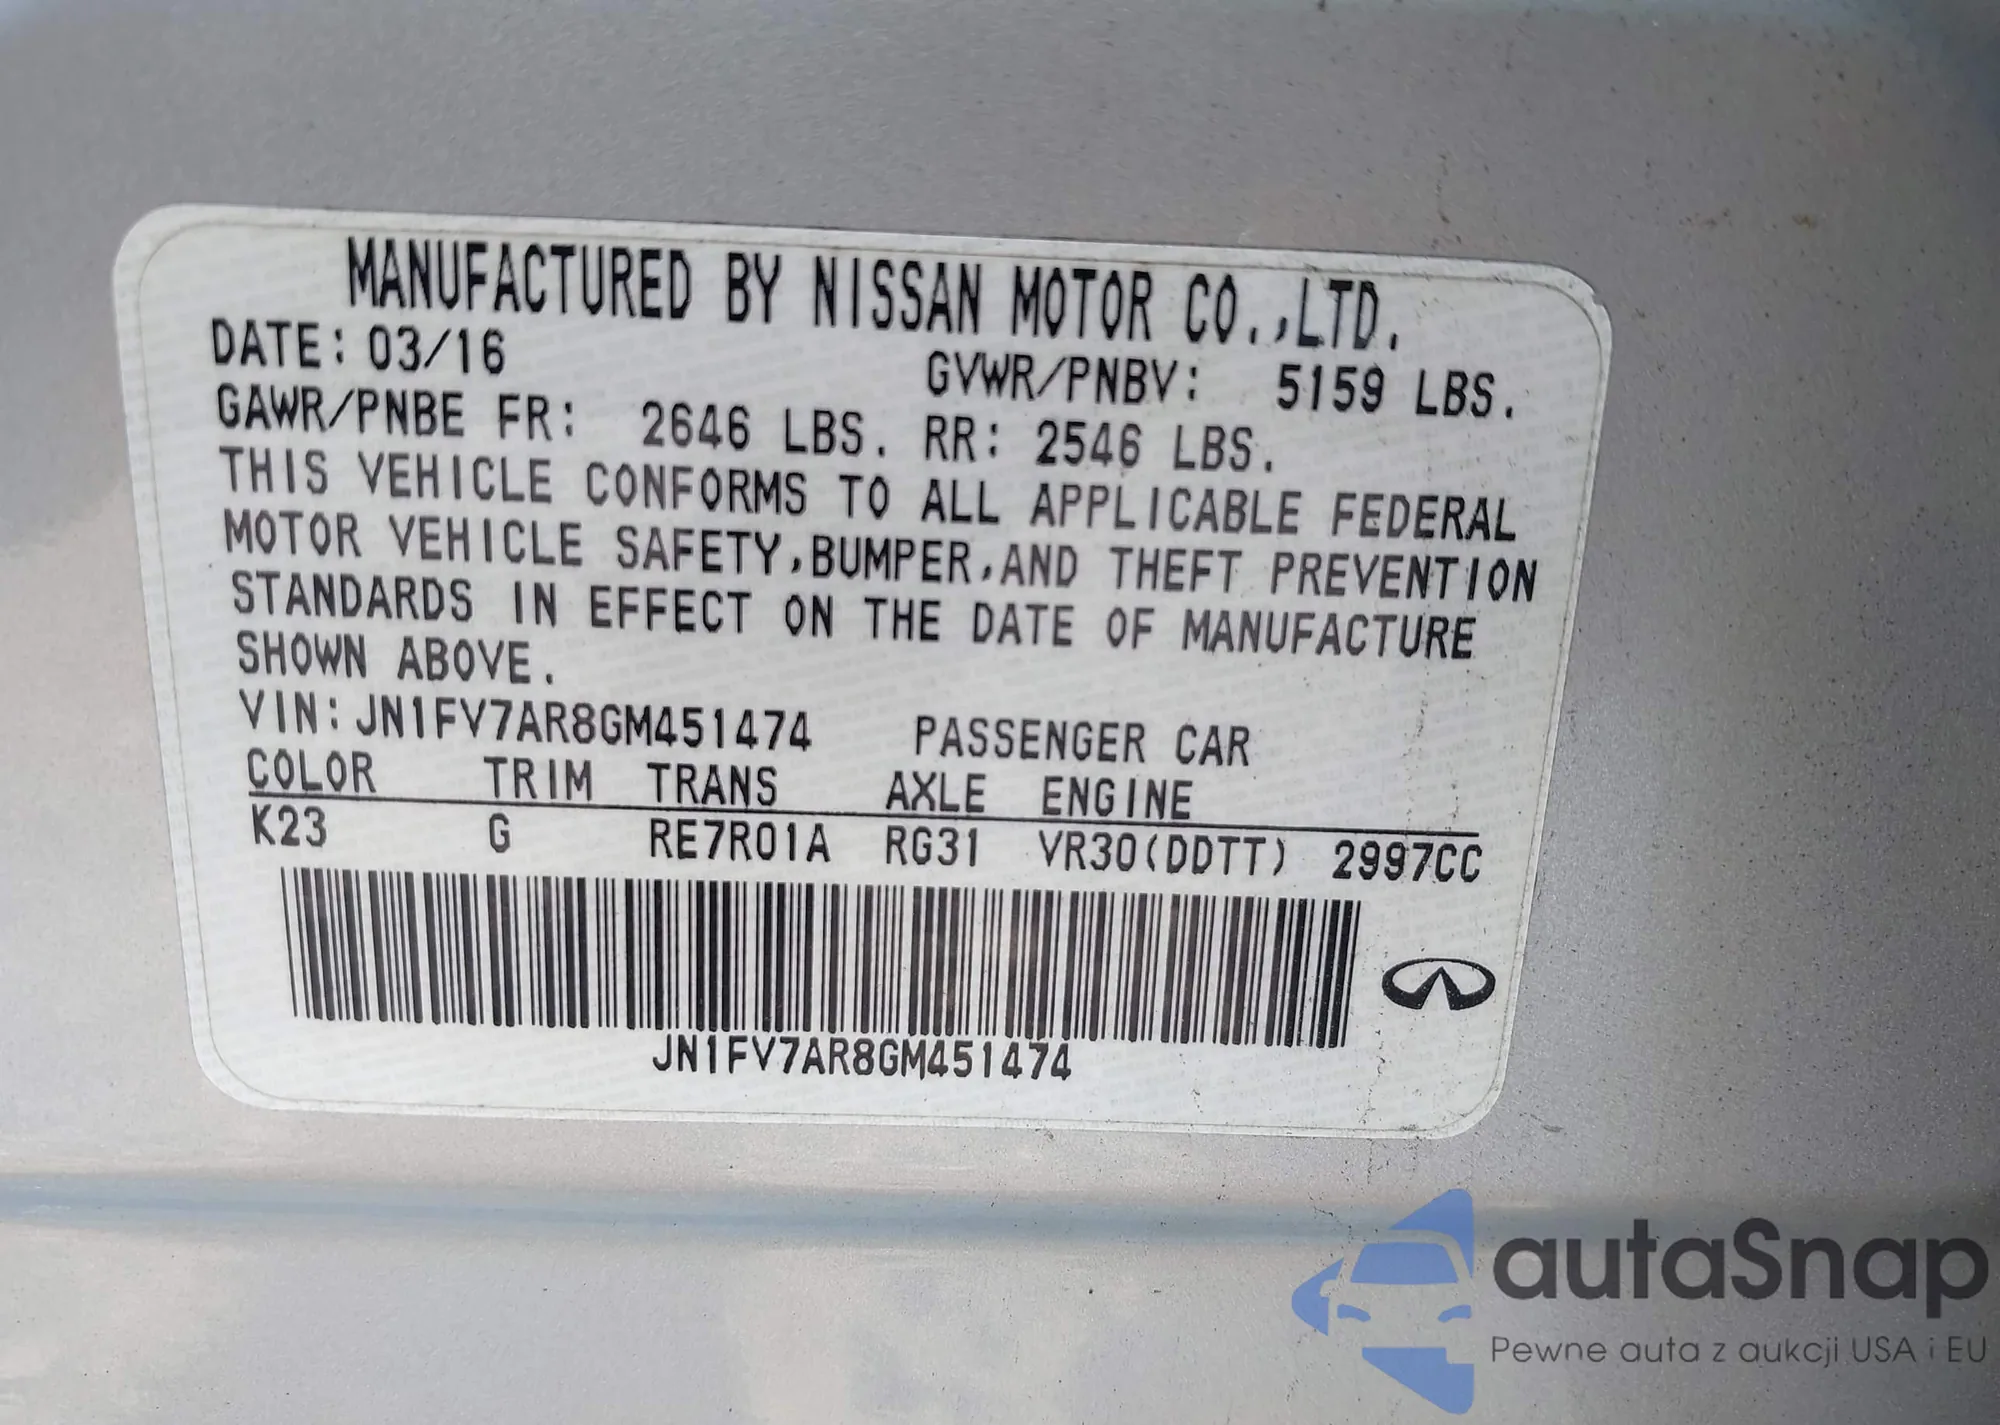 MANUFACTURED BY NISSAN MOTOR CO.,LTD.
DATE: 03/16 GVWR/PNBV: 5159 LBS.
GAWR/PNBE FR: 2646 LBS. RR: 2546 LBS.
THIS VEHICLE CONFORMS TO ALL APPLICABLE FEDERAL
MOTOR VEHICLE SAFETY,BUMPER,AND THEFT PREVENTION
STANDARDS IN EFFECT ON THE DATE OF MANUFACTURE
SHOWN ABOVE.
VIN:JN1FV7AR8GM451474 PASSENGER CAR
COLOR TRIM TRANS AXLE ENGINE
K23 G RE7R01A RG31 VR30(DDTT) 2997CC
JN1FV7AR8GM451474
autaSnap
Pewne auta z aukcji USA i EU